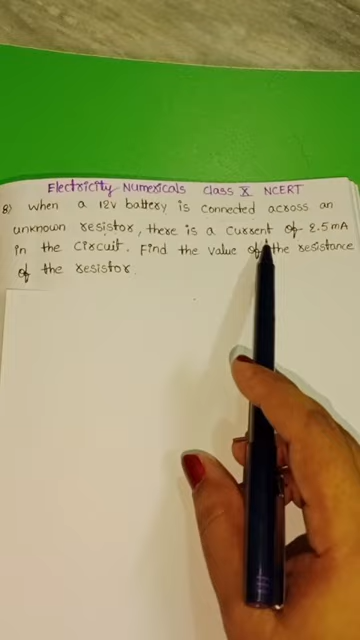 Electricity Numericals class X NCERT
8) when a 12v battery is connected across an
unknown resistor, there is a current of 2.5mA
in the circuit. Find the value of the resistance
of the resistor.